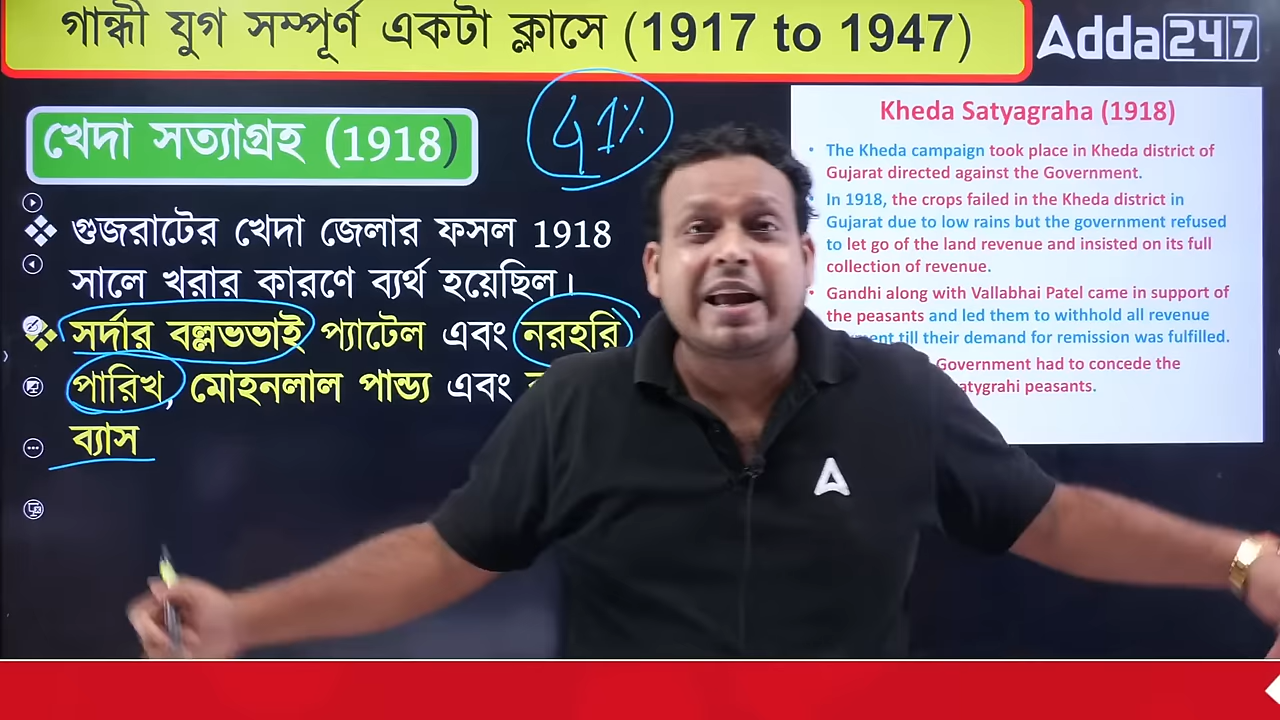 গান্ধী যুগ সম্পূর্ণ একটা ক্লাসে (1917 to 1947)
Adda247
খেদা সত্যাগ্রহ (1918)
41%
গুজরাটের খেদা জেলার ফসল 1918
সালে খরার কারণে ব্যর্থ হয়েছিল।
সর্দার বল্লভভাই প্যাটেল এবং নরহরি
পারিখ, মোহনলাল পান্ড্য এবং
ব্যাস
Kheda Satyagraha (1918)
• The Kheda campaign took place in Kheda district of
Gujarat directed against the Government.
• In 1918, the crops failed in the Kheda district in
Gujarat due to low rains but the government refused
to let go of the land revenue and insisted on its full
collection of revenue.
• Gandhi along with Vallabhai Patel came in support of
the peasants and led them to withhold all revenue
till their demand for remission was fulfilled.
Government had to concede the
peasants.